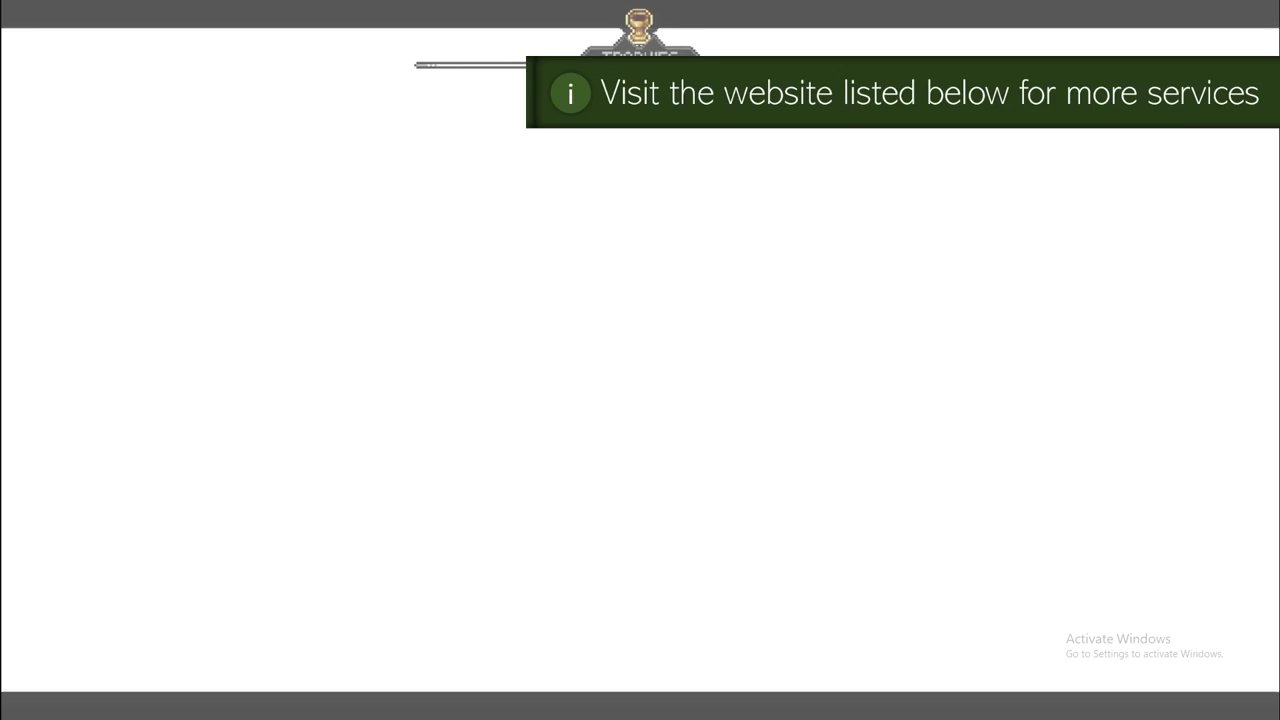 i Visit the website listed below for more services
Activate Windows
Go to Settings to activate Windows.